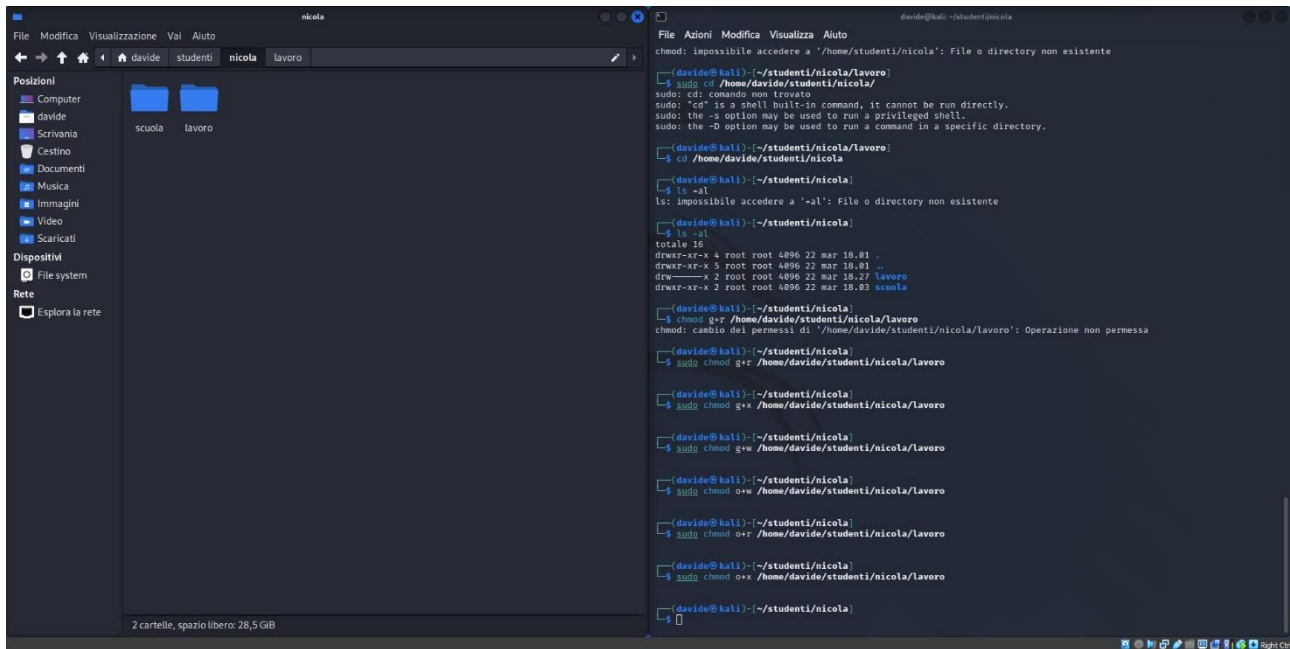 nicola
File Modifica Visualizzazione Vai Aiuto
davide studenti nicola lavoro
Posizioni
Computer
davide
Scrivania
Cestino
Documenti
Musica
Immagini
Video
Scaricati
Dispositivi
File system
Rete
Esplora la rete
scuola lavoro
2 cartelle, spazio libero: 28,5 GiB
davide@kali: ~/studenti/nicola
File Azioni Modifica Visualizza Aiuto
chmod: impossibile accedere a '/home/studenti/nicola': File o directory non esistente
(davide㉿kali)-[~/studenti/nicola/lavoro]
$ sudo cd /home/davide/studenti/nicola/
sudo: cd: comando non trovato
sudo: "cd" is a shell built-in command, it cannot be run directly.
sudo: the -s option may be used to run a privileged shell.
sudo: the -D option may be used to run a command in a specific directory.
(davide㉿kali)-[~/studenti/nicola/lavoro]
$ cd /home/davide/studenti/nicola
(davide㉿kali)-[~/studenti/nicola]
$ ls =al
ls: impossibile accedere a '=al': File o directory non esistente
(davide㉿kali)-[~/studenti/nicola]
$ ls -al
totale 16
drwxr-xr-x 4 root root 4096 22 mar 18.01 .
drwxr-xr-x 5 root root 4096 22 mar 18.01 ..
drw------x 2 root root 4096 22 mar 18.27 lavoro
drwxr-xr-x 2 root root 4096 22 mar 18.03 scuola
(davide㉿kali)-[~/studenti/nicola]
$ chmod g+r /home/davide/studenti/nicola/lavoro
chmod: cambio dei permessi di '/home/davide/studenti/nicola/lavoro': Operazione non permessa
(davide㉿kali)-[~/studenti/nicola]
$ sudo chmod g+r /home/davide/studenti/nicola/lavoro
(davide㉿kali)-[~/studenti/nicola]
$ sudo chmod g+x /home/davide/studenti/nicola/lavoro
(davide㉿kali)-[~/studenti/nicola]
$ sudo chmod g+w /home/davide/studenti/nicola/lavoro
(davide㉿kali)-[~/studenti/nicola]
$ sudo chmod o+w /home/davide/studenti/nicola/lavoro
(davide㉿kali)-[~/studenti/nicola]
$ sudo chmod o+r /home/davide/studenti/nicola/lavoro
(davide㉿kali)-[~/studenti/nicola]
$ sudo chmod o+x /home/davide/studenti/nicola/lavoro
(davide㉿kali)-[~/studenti/nicola]
$
Right Ctr